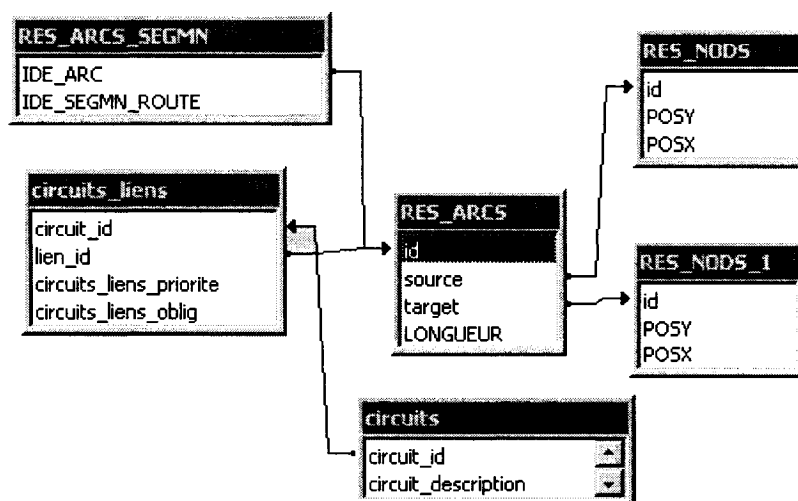 RES_ARCS_SEGMN
IDE_ARC
IDE_SEGMN_ROUTE
circuits_liens
circuit_id
lien_id
circuits_liens_priorite
circuits_liens_oblig
RES_ARCS
id
source
target
LONGUEUR
RES_NODS
id
POSY
POSX
RES_NODS_1
id
POSY
POSX
circuits
circuit_id
circuit_description